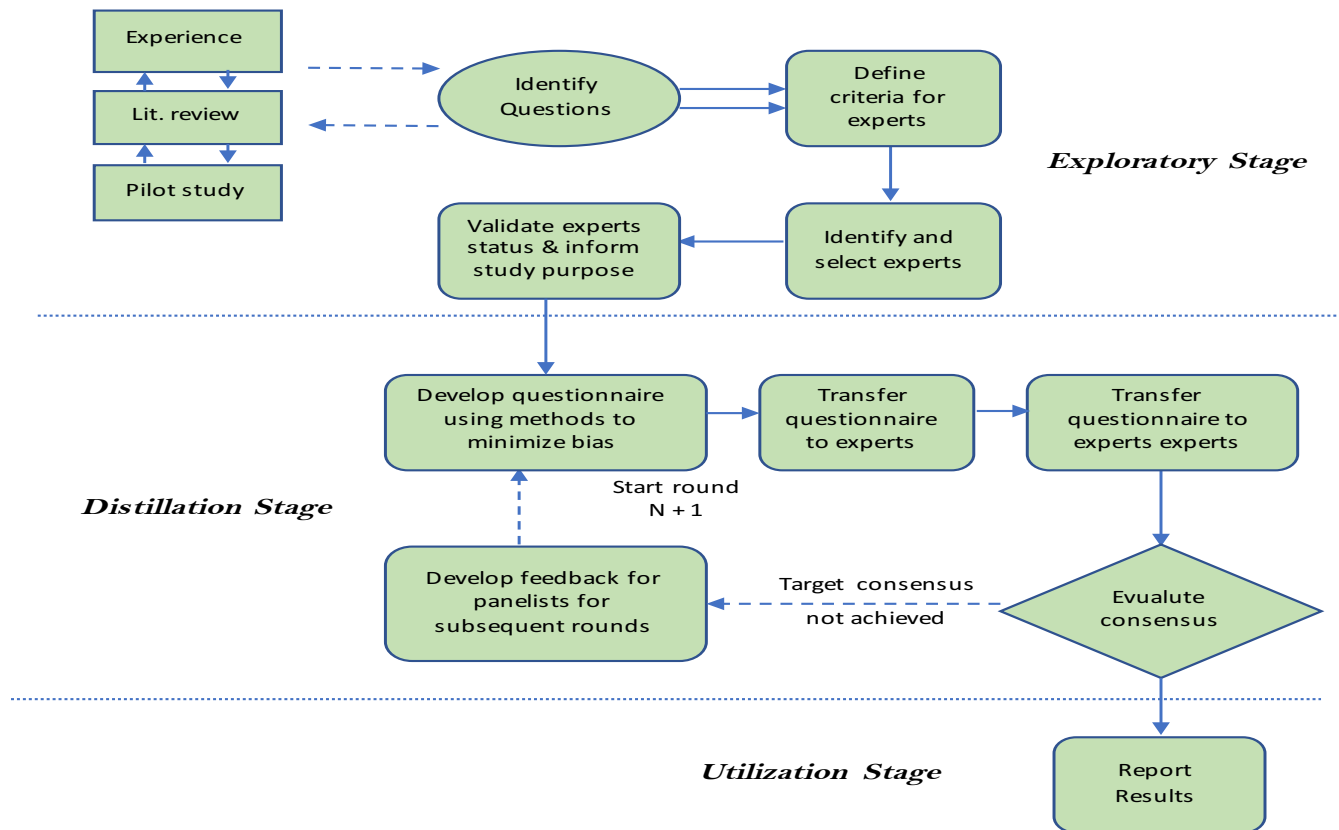 Experience
Lit. review
Pilot study
Identify
Questions
Define
criteria for
experts
Exploratory Stage
Validate experts
status & inform
study purpose
Identify and
select experts
Develop questionnaire
using methods to
minimize bias
Transfer
questionnaire
to experts
Transfer
questionnaire to
experts experts
Start round
N + 1
Distillation Stage
Develop feedback for
panelists for
subsequent rounds
Target consensus
not achieved
Evualute
consensus
Utilization Stage
Report
Results